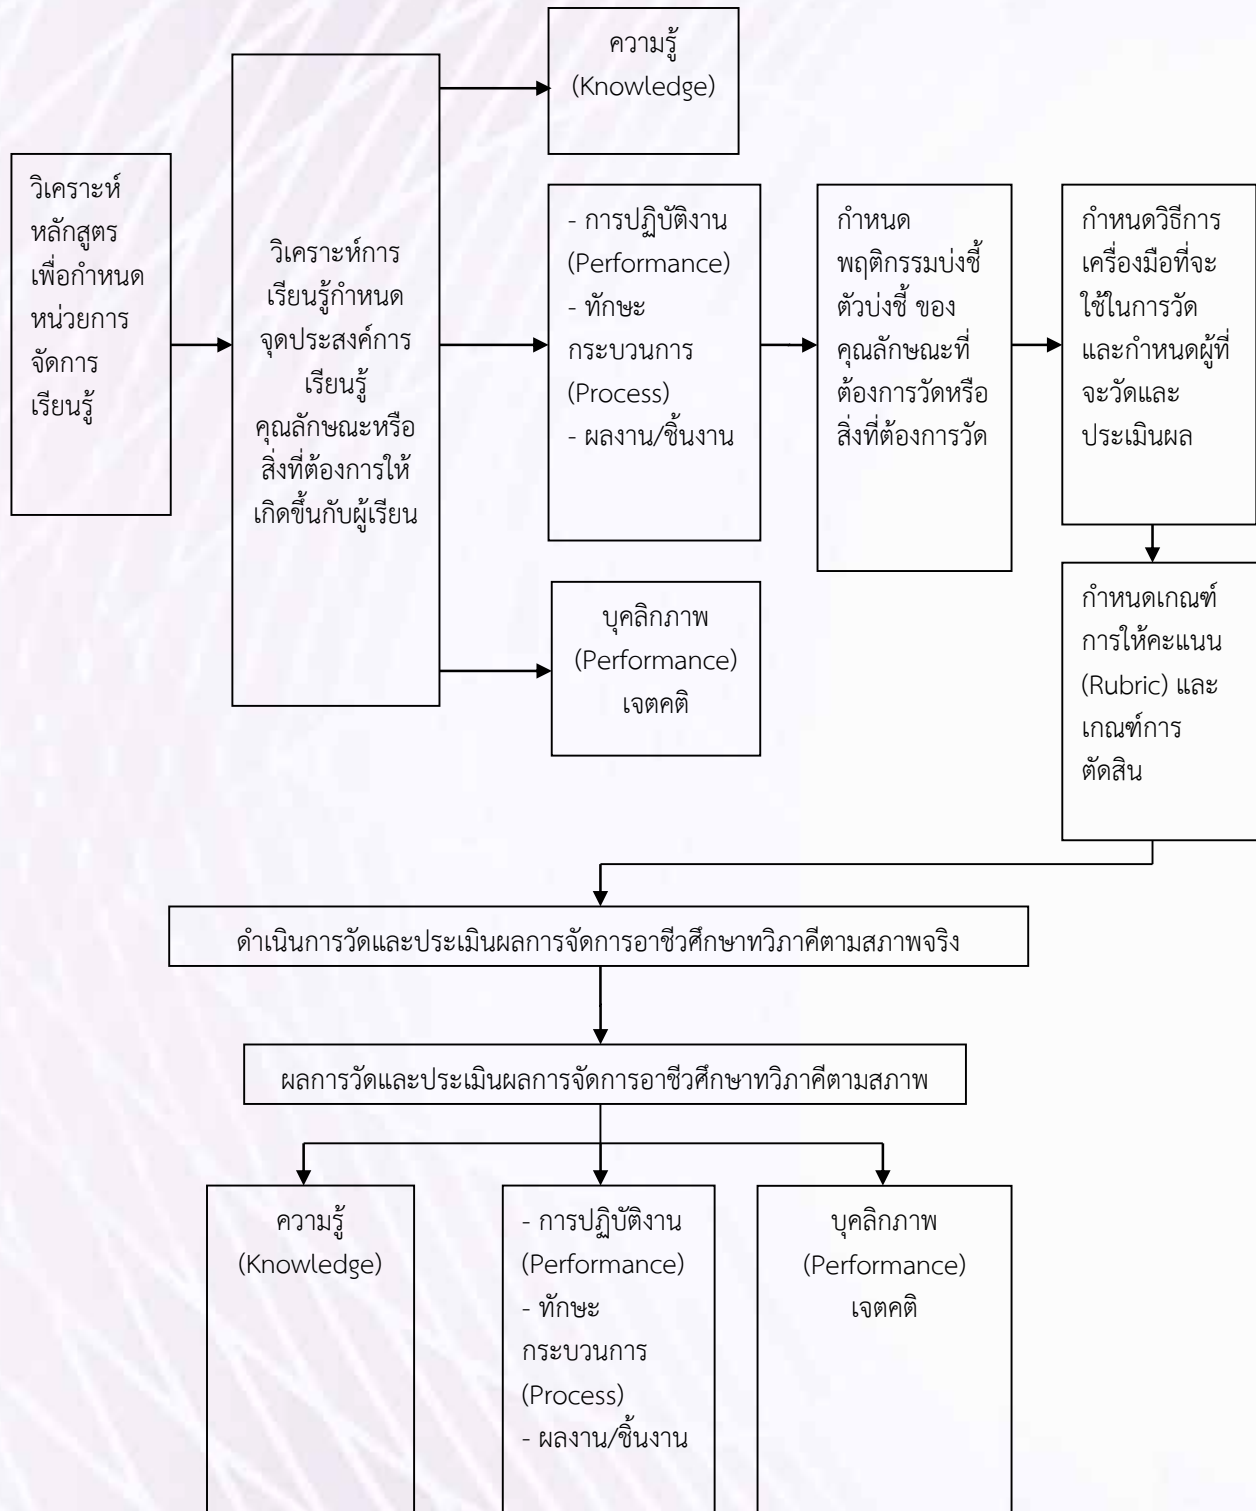 วิเคราะห์
หลักสูตร
เพื่อกำหนด
หน่วยการ
จัดการ
เรียนรู้
วิเคราะห์การ
เรียนรู้กำหนด
จุดประสงค์การ
เรียนรู้
คุณลักษณะหรือ
สิ่งที่ต้องการให้
เกิดขึ้นกับผู้เรียน
ความรู้
(Knowledge)
- การปฏิบัติงาน
(Performance)
- ทักษะ
กระบวนการ
(Process)
- ผลงาน/ชิ้นงาน
บุคลิกภาพ
(Performance)
เจตคติ
กำหนด
พฤติกรรมบ่งชี้
ตัวบ่งชี้ ของ
คุณลักษณะที่
ต้องการวัดหรือ
สิ่งที่ต้องการวัด
กำหนดวิธีการ
เครื่องมือที่จะ
ใช้ในการวัด
และกำหนดผู้ที่
จะวัดและ
ประเมินผล
กำหนดเกณฑ์
การให้คะแนน
(Rubric) และ
เกณฑ์การ
ตัดสิน
ดำเนินการวัดและประเมินผลการจัดการอาชีวศึกษาทวิภาคีตามสภาพจริง
ผลการวัดและประเมินผลการจัดการอาชีวศึกษาทวิภาคีตามสภาพ
ความรู้
(Knowledge)
- การปฏิบัติงาน
(Performance)
- ทักษะ
กระบวนการ
(Process)
- ผลงาน/ชิ้นงาน
บุคลิกภาพ
(Performance)
เจตคติ